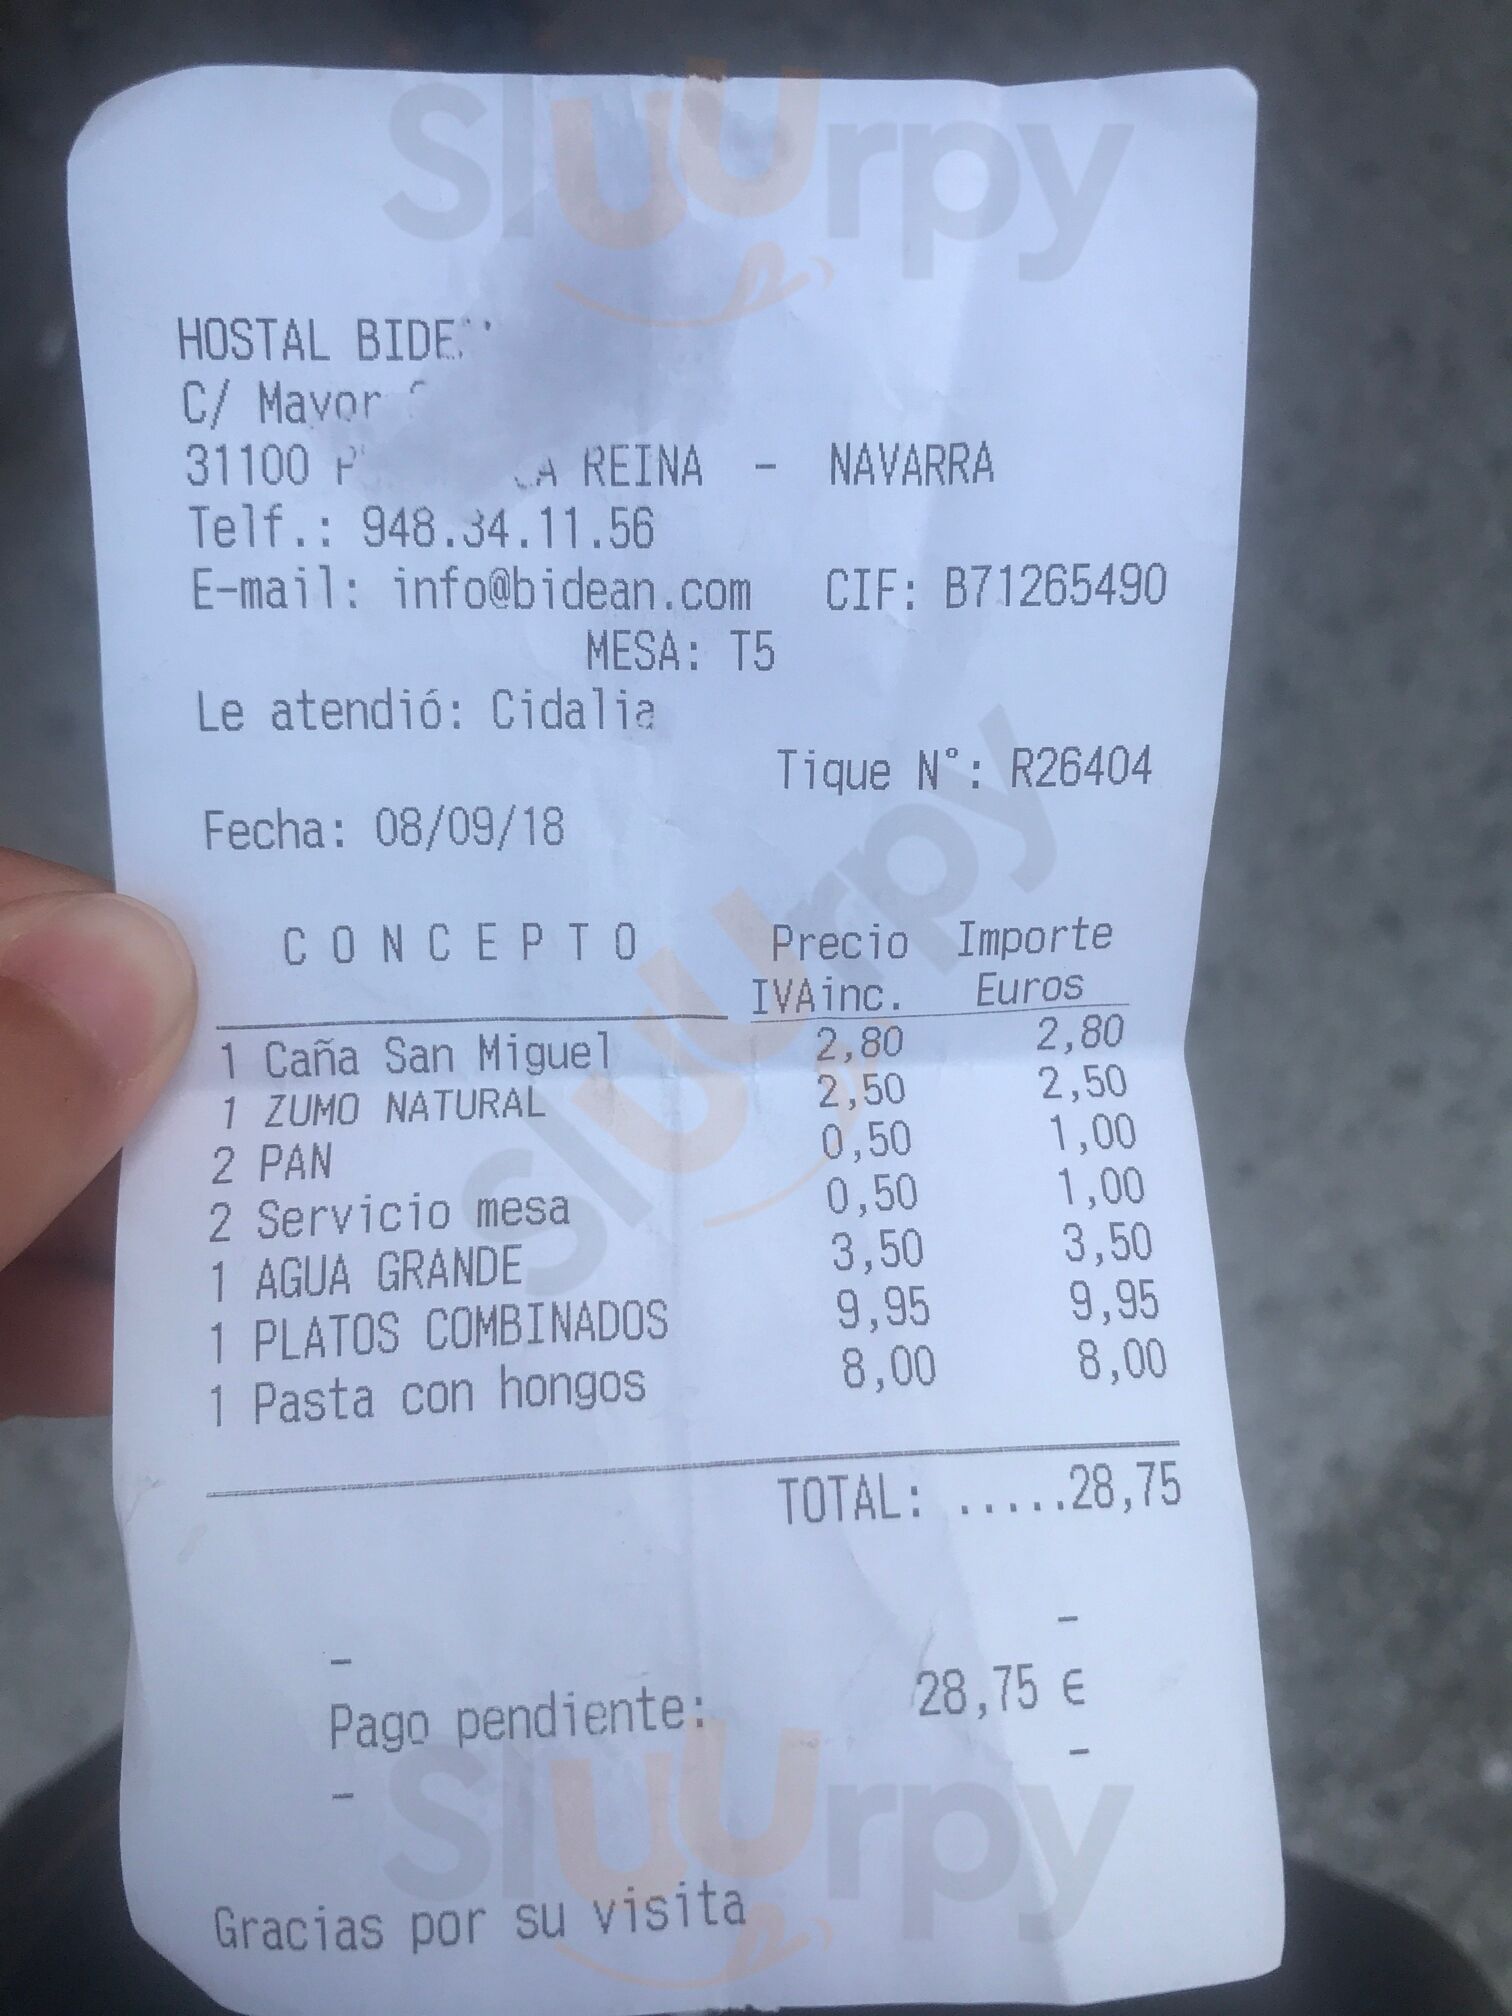 HOSTAL
C/ Mayor
31100 REINA - NAVARRA
Telf.: 948.34.11.56
E-mail: info@bidean.com CIF: B71265490
MESA: T5
Le atendió: Cidalia
Tique N°: R26404
Fecha: 08/09/18
CONCEPTO Precio Importe
IVAinc. Euros
1 Caña San Miguel 2,80 2,80
1 ZUMO NATURAL 2,50 2,50
2 PAN 0,50 1,00
2 Servicio mesa 0,50 1,00
1 AGUA GRANDE 3,50 3,50
1 PLATOS COMBINADOS 9,95 9,95
1 Pasta con hongos 8,00 8,00
TOTAL: .....28,75
- -
Pago pendiente: 28,75 €
- -
Gracias por su visita
Sluurpy
Sluurpy
Sluurpy